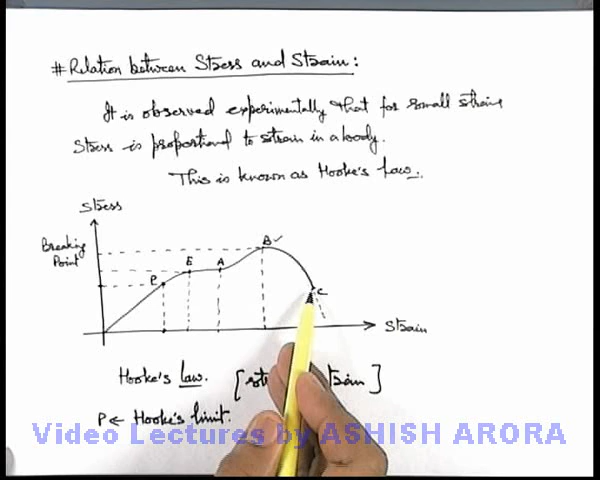 # Relation between Stress and Strain:
It is observed experimentally that for small strain
Stress is proportional to strain in a body.
This is known as Hooke's Law.
Stress
Breaking
Point
B ✓
E
A
P
C
Strain
Hooke's Law.
P ← Hooke's limit.
Video Lectures by ASHISH ARORA